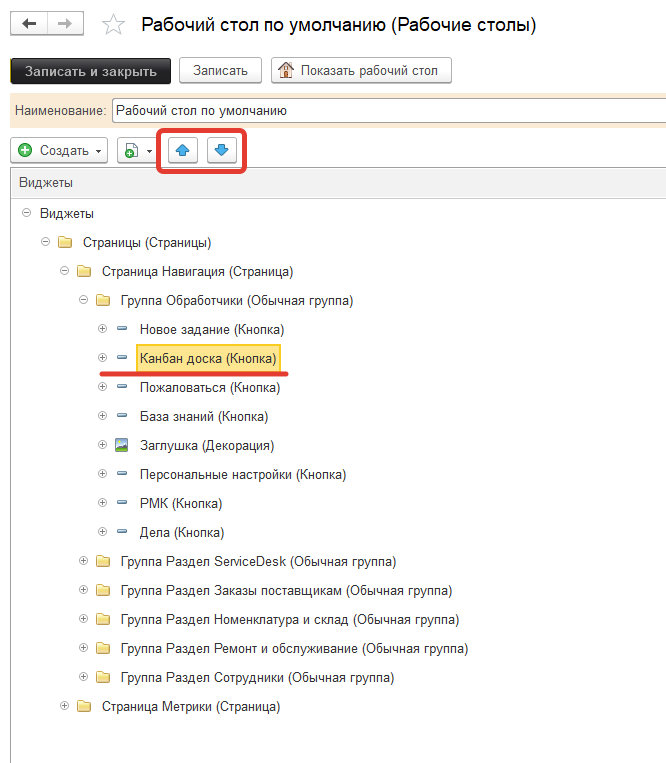 Рабочий стол по умолчанию (Рабочие столы)
Записать и закрыть Записать Показать рабочий стол
Наименование: Рабочий стол по умолчанию
Создать
Виджеты
Виджеты
Страницы (Страницы)
Страница Навигация (Страница)
Группа Обработчики (Обычная группа)
Новое задание (Кнопка)
Канбан доска (Кнопка)
Пожаловаться (Кнопка)
База знаний (Кнопка)
Заглушка (Декорация)
Персональные настройки (Кнопка)
РМК (Кнопка)
Дела (Кнопка)
Группа Раздел ServiceDesk (Обычная группа)
Группа Раздел Заказы поставщикам (Обычная группа)
Группа Раздел Номенклатура и склад (Обычная группа)
Группа Раздел Ремонт и обслуживание (Обычная группа)
Группа Раздел Сотрудники (Обычная группа)
Страница Метрики (Страница)